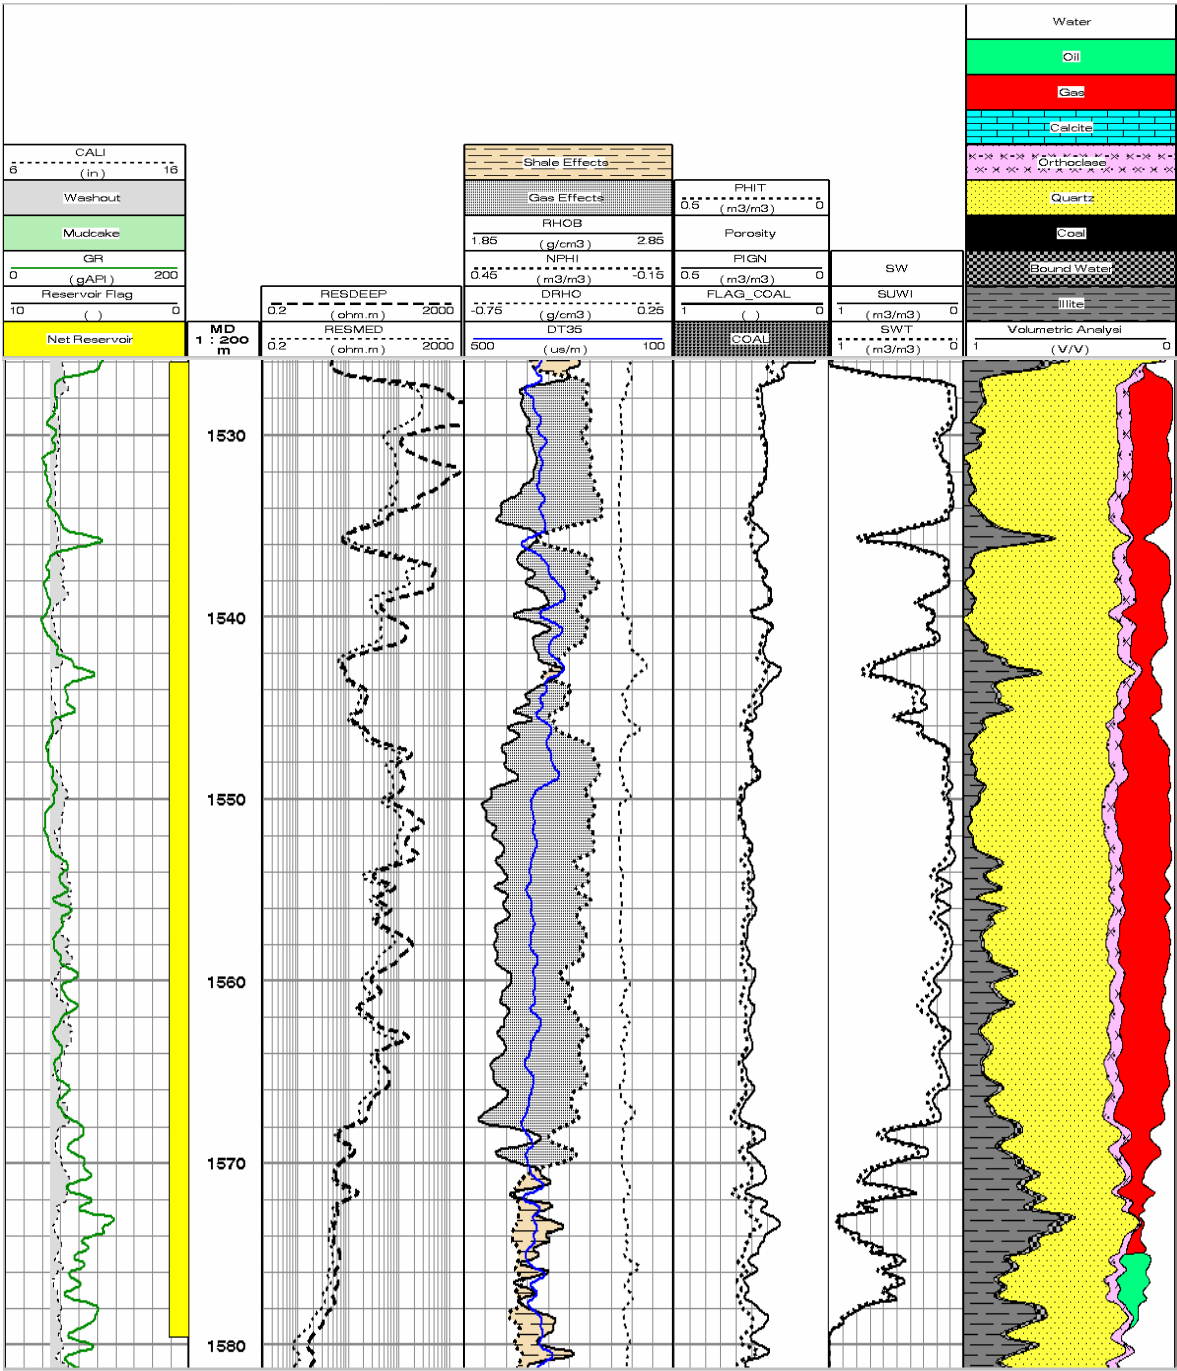 Water
Oil
Gas
Calcite
Orthoclase
Quartz
Coal
Bound Water
Illite
Volumetric Analysi
1 (V/V) 0
CALI
6 (in) 16
Washout
Mudcake
GR
0 (gAPI) 200
Reservoir Flag
10 ( ) 0
Net Reservoir
MD
1 : 200
m
RESDEEP
0.2 (ohm.m) 2000
RESMED
0.2 (ohm.m) 2000
Shale Effects
Gas Effects
RHOB
1.85 (g/cm3) 2.85
NPHI
0.45 (m3/m3) -0.15
DRHO
-0.75 (g/cm3) 0.25
DT35
500 (us/m) 100
PHIT
0.5 (m3/m3) 0
Porosity
PIGN
0.5 (m3/m3) 0
FLAG_COAL
1 ( ) 0
COAL
SW
SUWI
1 (m3/m3) 0
SWT
1 (m3/m3) 0
1530
1540
1550
1560
1570
1580